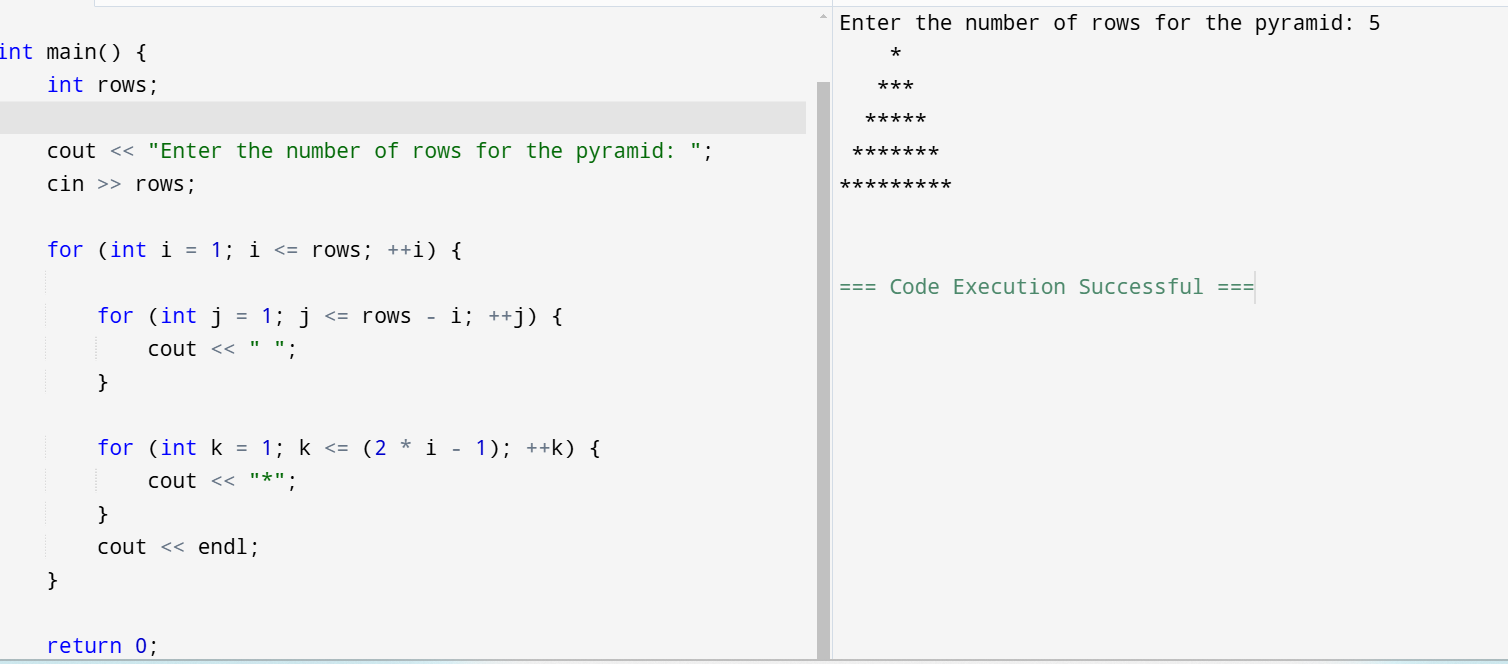 int main() {
    int rows;

    cout << "Enter the number of rows for the pyramid: ";
    cin >> rows;

    for (int i = 1; i <= rows; ++i) {

        for (int j = 1; j <= rows - i; ++j) {
            cout << " ";
        }

        for (int k = 1; k <= (2 * i - 1); ++k) {
            cout << "*";
        }
        cout << endl;
    }

    return 0;
Enter the number of rows for the pyramid: 5
    *
   ***
  *****
 *******
*********

=== Code Execution Successful ===